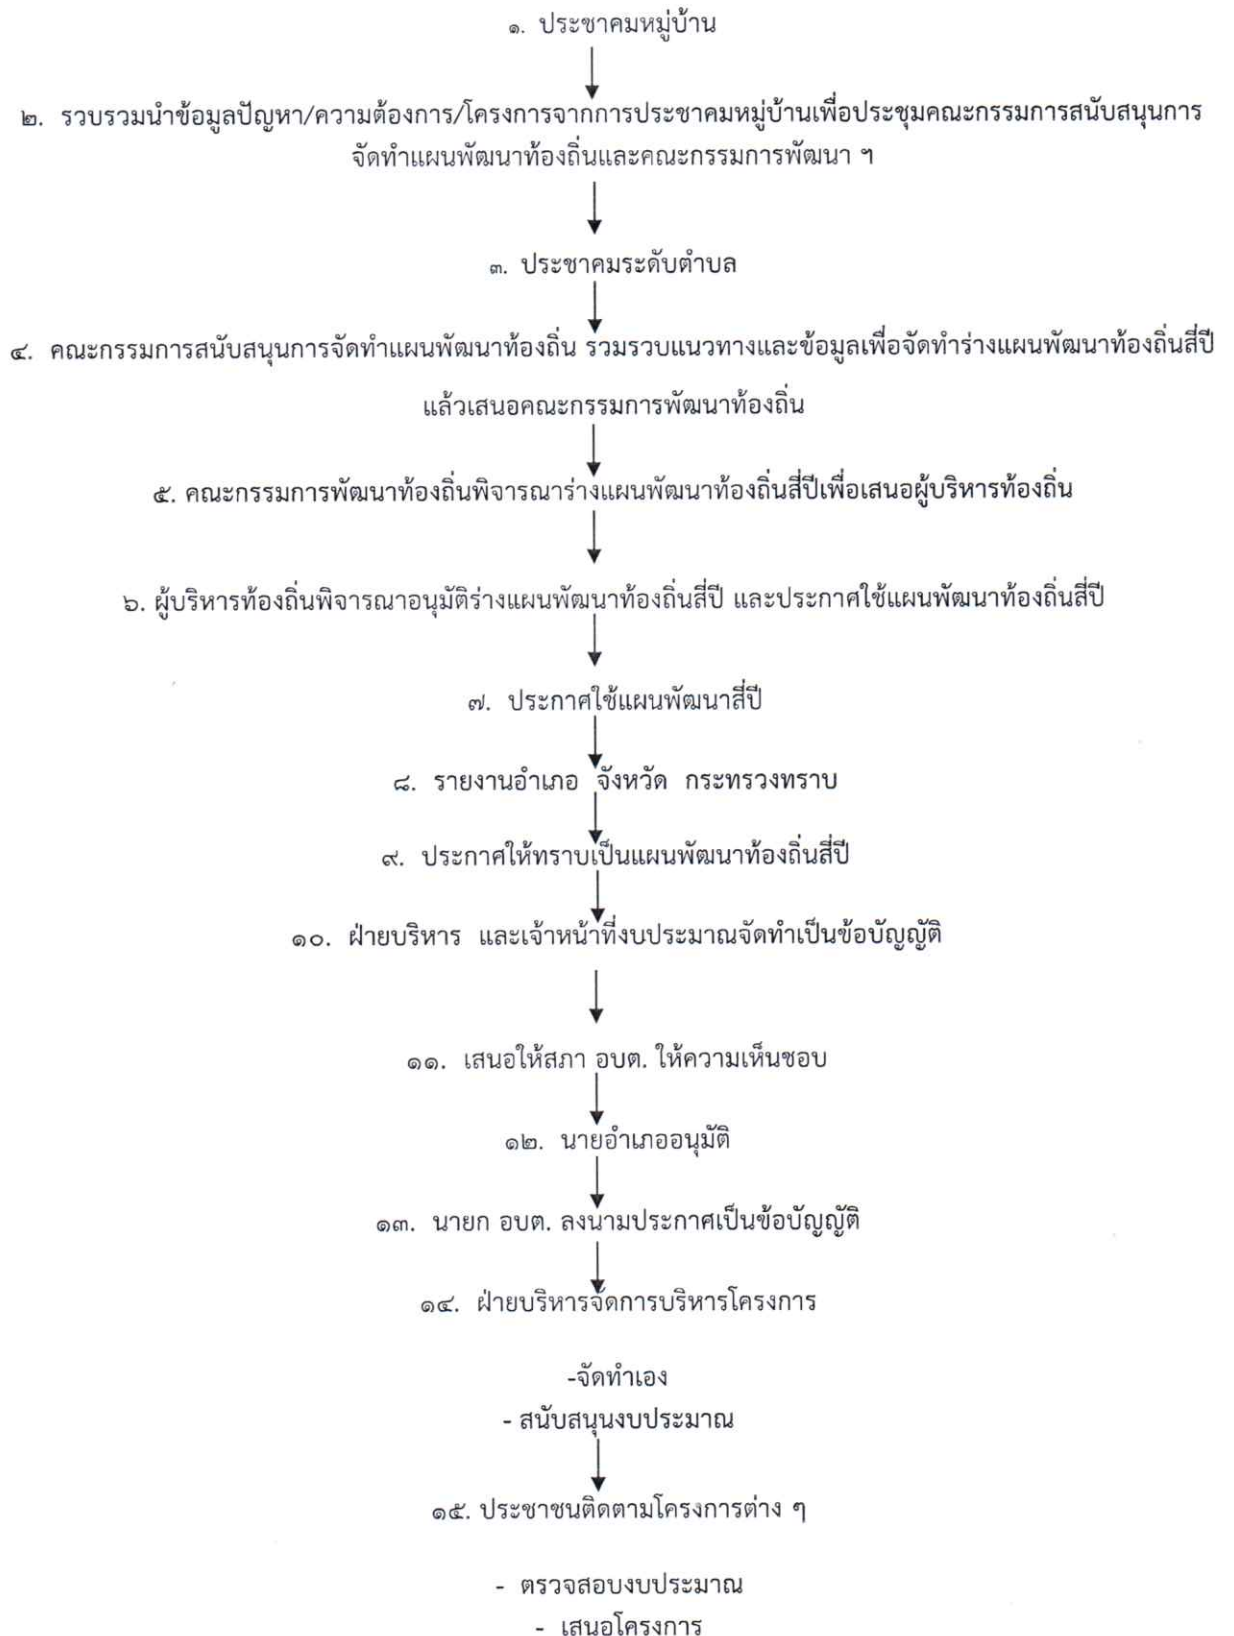 ๑. ประชาคมหมู่บ้าน
๒. รวบรวมนำข้อมูลปัญหา/ความต้องการ/โครงการจากการประชาคมหมู่บ้านเพื่อประชุมคณะกรรมการสนับสนุนการ
จัดทำแผนพัฒนาท้องถิ่นและคณะกรรมการพัฒนา ฯ
๓. ประชาคมระดับตำบล
๔. คณะกรรมการสนับสนุนการจัดทำแผนพัฒนาท้องถิ่น รวมรวบแนวทางและข้อมูลเพื่อจัดทำร่างแผนพัฒนาท้องถิ่นสี่ปี
แล้วเสนอคณะกรรมการพัฒนาท้องถิ่น
๕. คณะกรรมการพัฒนาท้องถิ่นพิจารณาร่างแผนพัฒนาท้องถิ่นสี่ปีเพื่อเสนอผู้บริหารท้องถิ่น
๖. ผู้บริหารท้องถิ่นพิจารณาอนุมัติร่างแผนพัฒนาท้องถิ่นสี่ปี และประกาศใช้แผนพัฒนาท้องถิ่นสี่ปี
๗. ประกาศใช้แผนพัฒนาสี่ปี
๘. รายงานอำเภอ จังหวัด กระทรวงทราบ
๙. ประกาศให้ทราบเป็นแผนพัฒนาท้องถิ่นสี่ปี
๑๐. ฝ่ายบริหาร และเจ้าหน้าที่งบประมาณจัดทำเป็นข้อบัญญัติ
๑๑. เสนอให้สภา อบต. ให้ความเห็นชอบ
๑๒. นายอำเภออนุมัติ
๑๓. นายก อบต. ลงนามประกาศเป็นข้อบัญญัติ
๑๔. ฝ่ายบริหารจัดการบริหารโครงการ
-จัดทำเอง
- สนับสนุนงบประมาณ
๑๕. ประชาชนติดตามโครงการต่าง ๆ
- ตรวจสอบงบประมาณ
- เสนอโครงการ